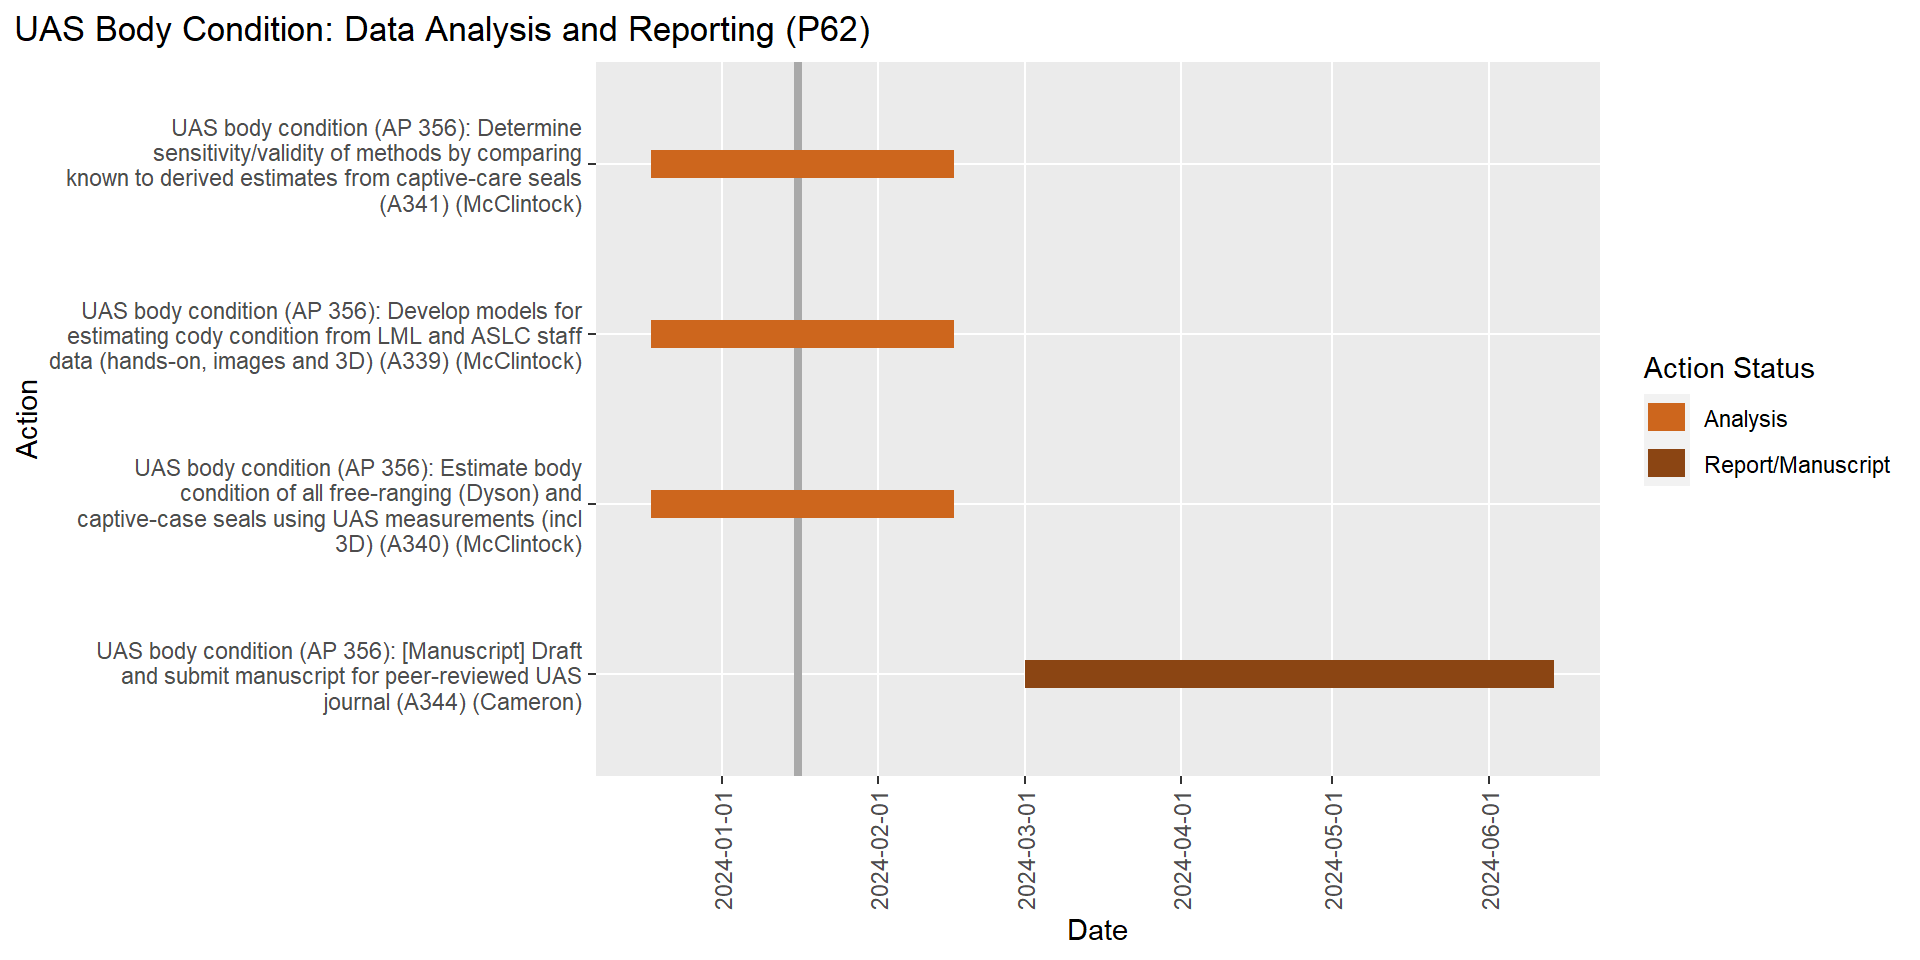 UAS Body Condition: Data Analysis and Reporting (P62)
UAS body condition (AP 356): Determine
sensitivity/validity of methods by comparing
known to derived estimates from captive-care seals
(A341) (McClintock)
UAS body condition (AP 356): Develop models for
estimating cody condition from LML and ASLC staff
data (hands-on, images and 3D) (A339) (McClintock)
UAS body condition (AP 356): Estimate body
condition of all free-ranging (Dyson) and
captive-case seals using UAS measurements (incl
3D) (A340) (McClintock)
UAS body condition (AP 356): [Manuscript] Draft
and submit manuscript for peer-reviewed UAS
journal (A344) (Cameron)
Action
2024-01-01
2024-02-01
2024-03-01
2024-04-01
2024-05-01
2024-06-01
Date
Action Status
Analysis
Report/Manuscript